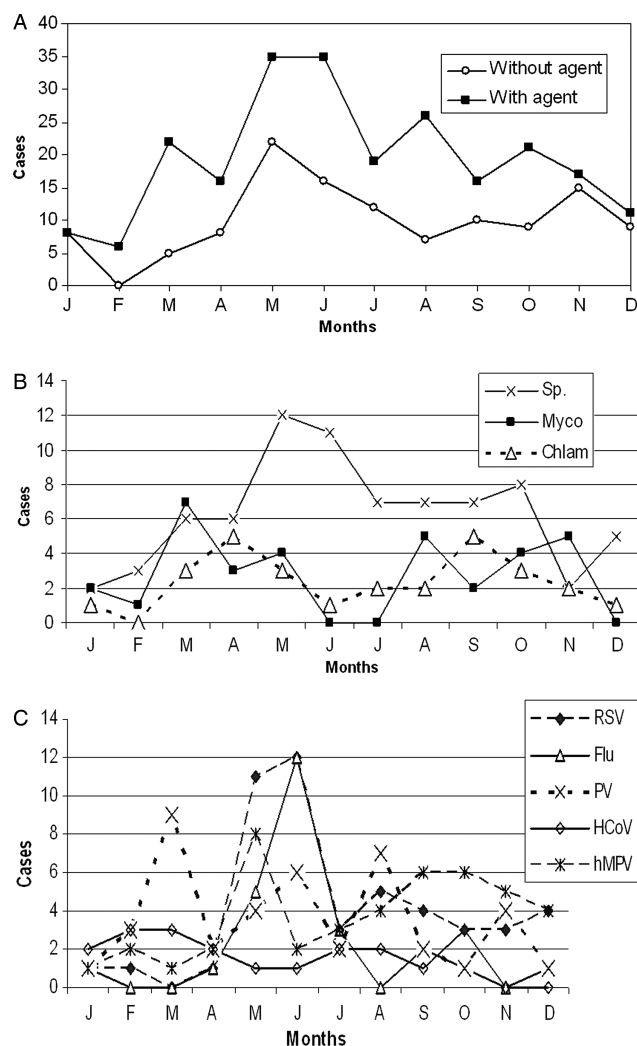 A
40
35
30
25
20
15
10
5
0
Cases
Without agent
With agent
J F M A M J J A S O N D
Months
B
14
12
10
8
6
4
2
0
Cases
Sp.
Myco
Chlam
J F M A M J J A S O N D
Months
C
14
12
10
8
6
4
2
0
Cases
RSV
Flu
PV
HCoV
hMPV
J F M A M J J A S O N D
Months